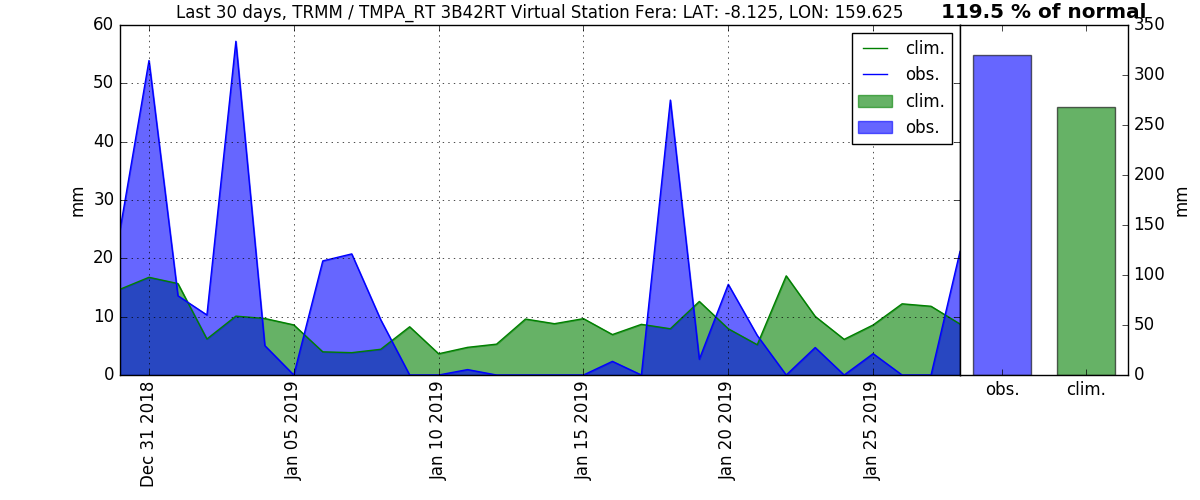 Last 30 days, TRMM / TMPA_RT 3B42RT Virtual Station Fera: LAT: -8.125, LON: 159.625
119.5 % of normal
mm
60
50
40
30
20
10
0
clim.
obs.
clim.
obs.
350
300
250
200
150
100
50
0
mm
Dec 31 2018
Jan 05 2019
Jan 10 2019
Jan 15 2019
Jan 20 2019
Jan 25 2019
obs.
clim.